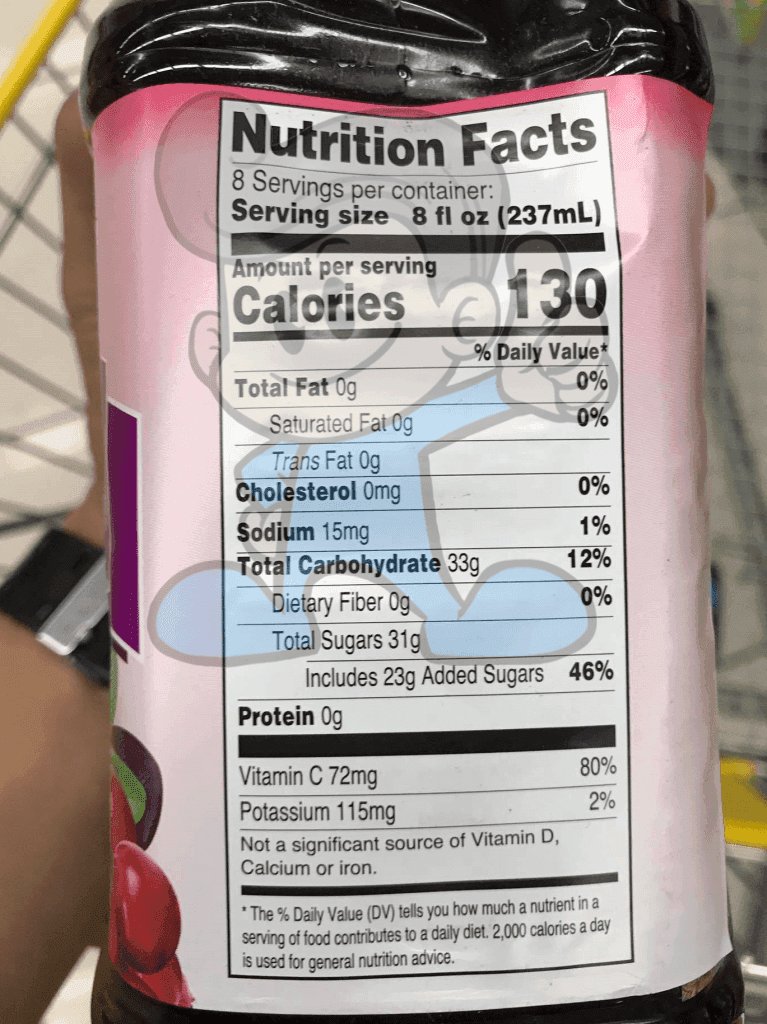 Nutrition Facts
8 Servings per container:
Serving size 8 fl oz (237mL)
Amount per serving
Calories 130
% Daily Value*
Total Fat 0g 0%
Saturated Fat 0g 0%
Trans Fat 0g
Cholesterol 0mg 0%
Sodium 15mg 1%
Total Carbohydrate 33g 12%
Dietary Fiber 0g 0%
Total Sugars 31g
Includes 23g Added Sugars 46%
Protein 0g
Vitamin C 72mg 80%
Potassium 115mg 2%
Not a significant source of Vitamin D,
Calcium or iron.
* The % Daily Value (DV) tells you how much a nutrient in a
serving of food contributes to a daily diet. 2,000 calories a day
is used for general nutrition advice.